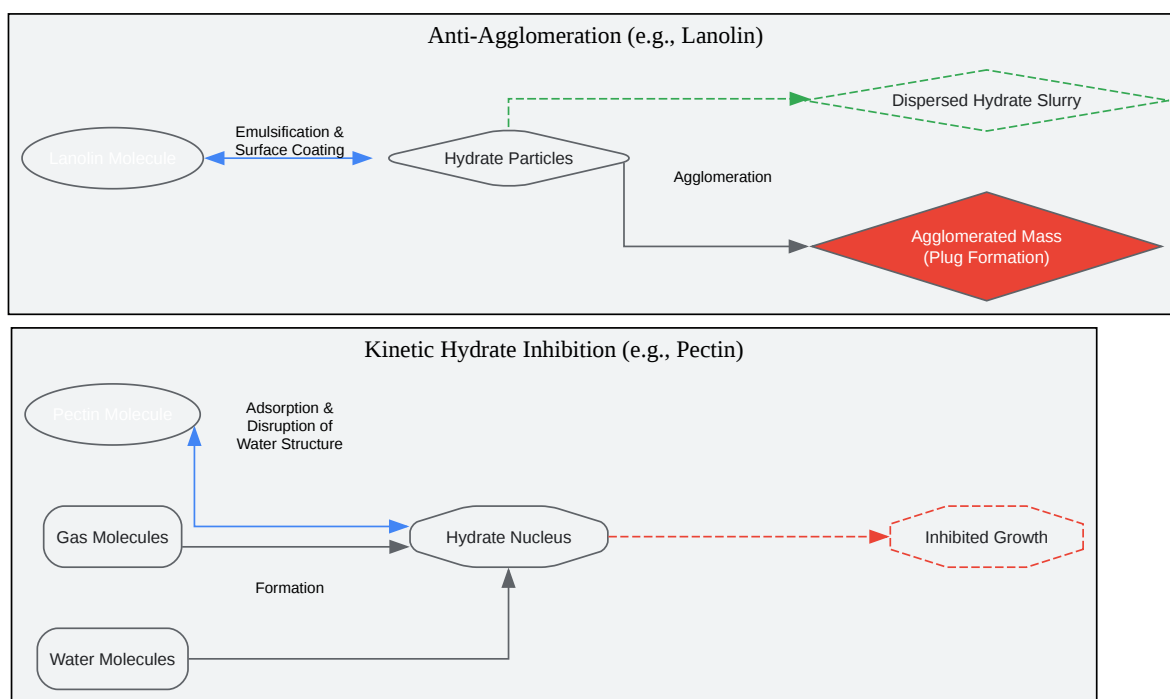 Anti-Agglomeration (e.g., Lanolin)
Dispersed Hydrate Slurry
Emulsification &
Surface Coating
Lanolin Molecule
Hydrate Particles
Agglomeration
Agglomerated Mass
(Plug Formation)
Kinetic Hydrate Inhibition (e.g., Pectin)
Pectin Molecule
Adsorption &
Disruption of
Water Structure
Gas Molecules
Hydrate Nucleus
Inhibited Growth
Formation
Water Molecules